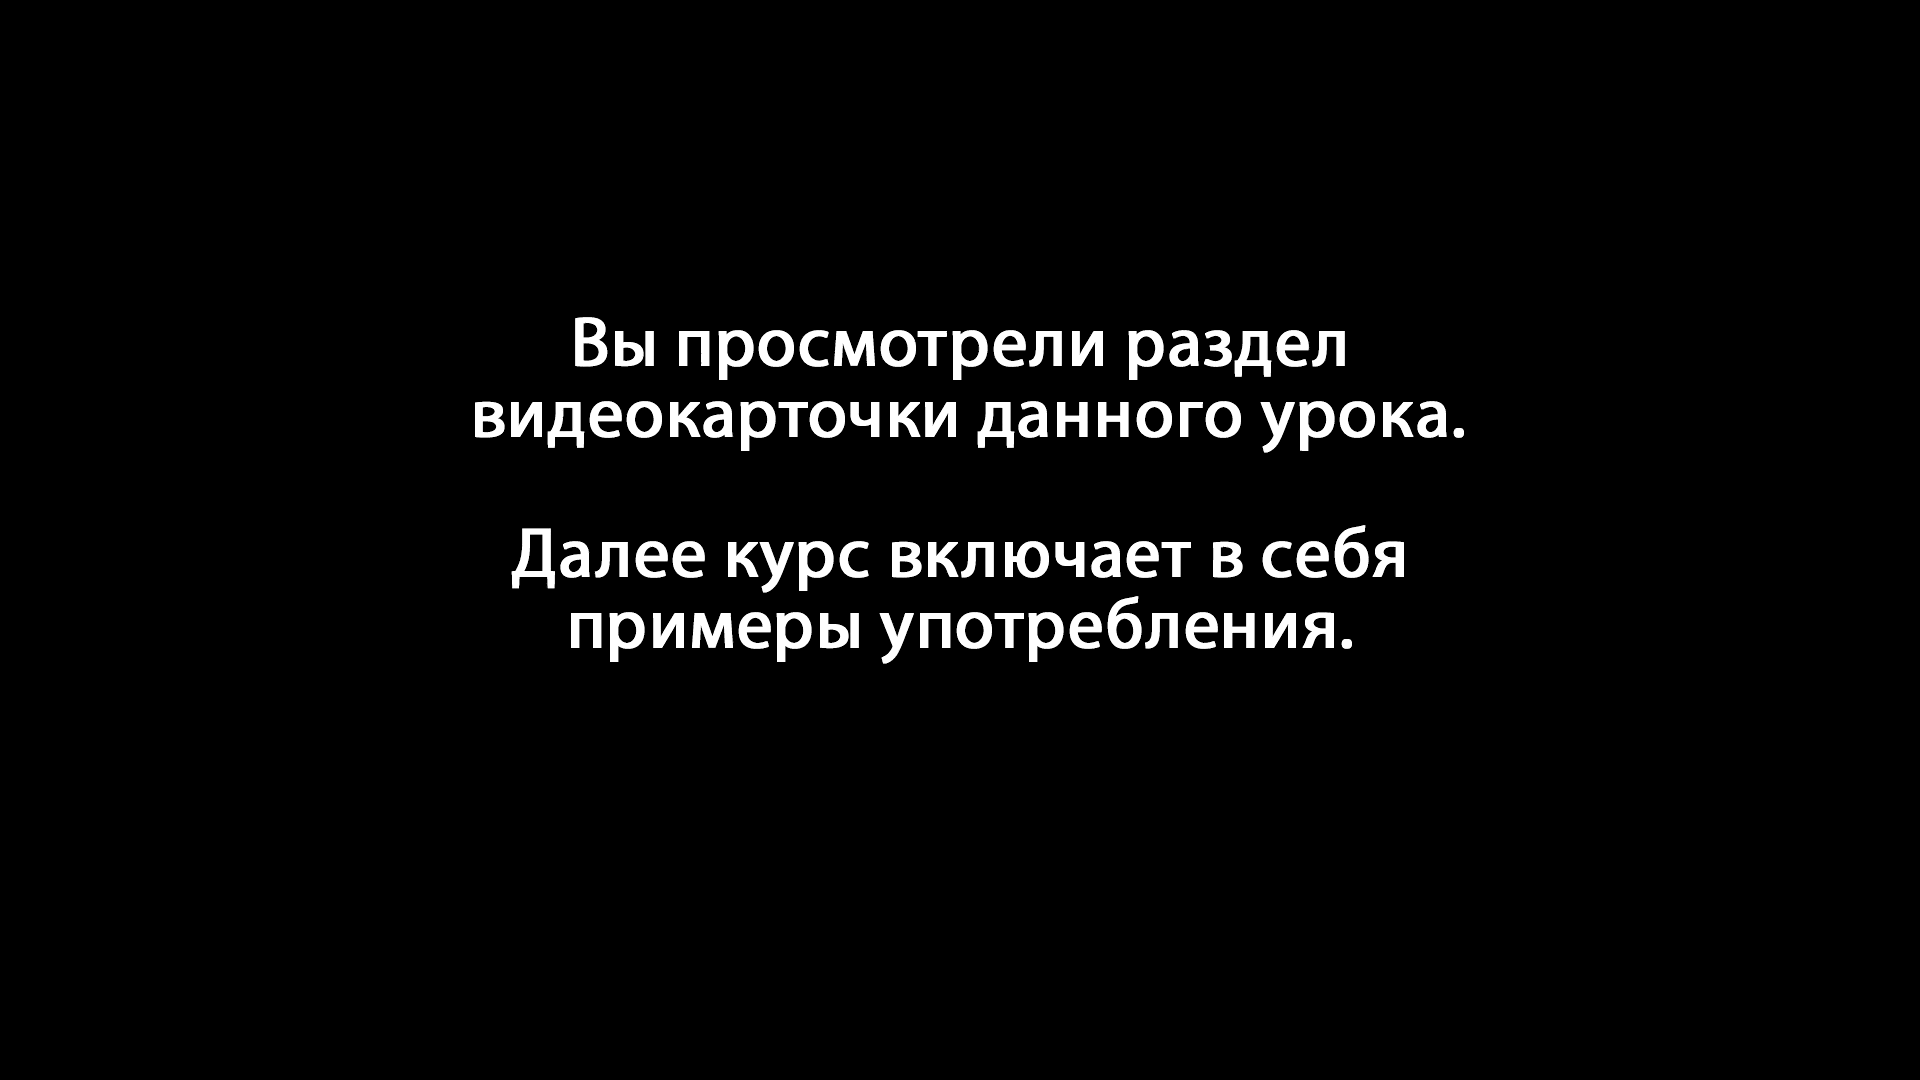 Вы просмотрели раздел
видеокарточки данного урока.
Далее курс включает в себя
примеры употребления.